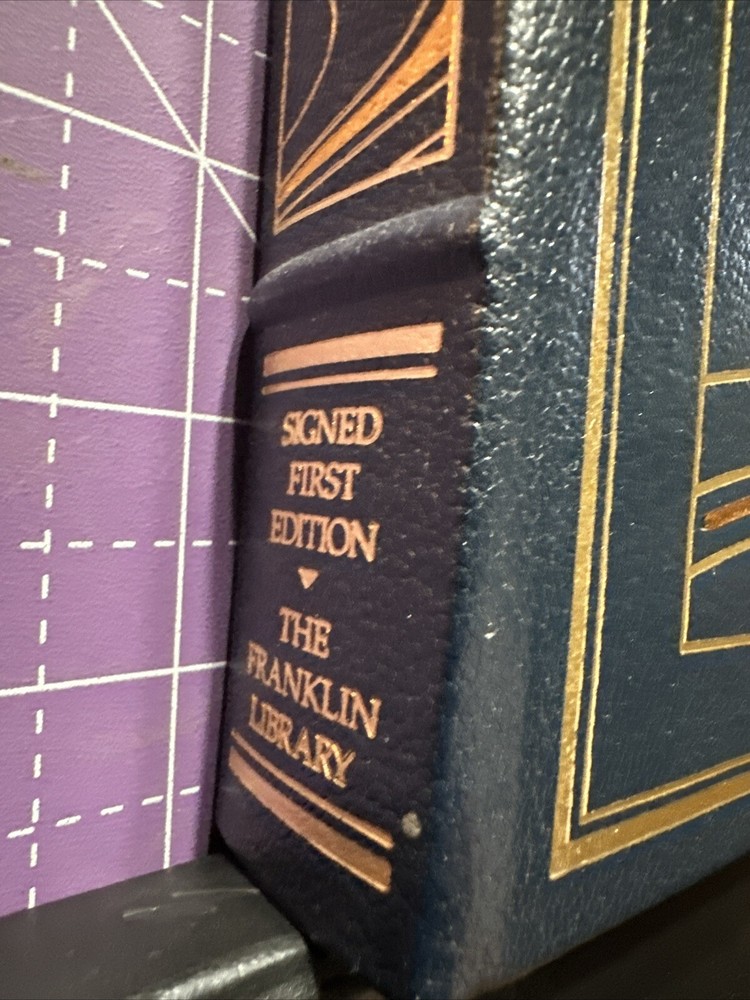 SIGNED
FIRST
EDITION
THE
FRANKLIN
LIBRARY